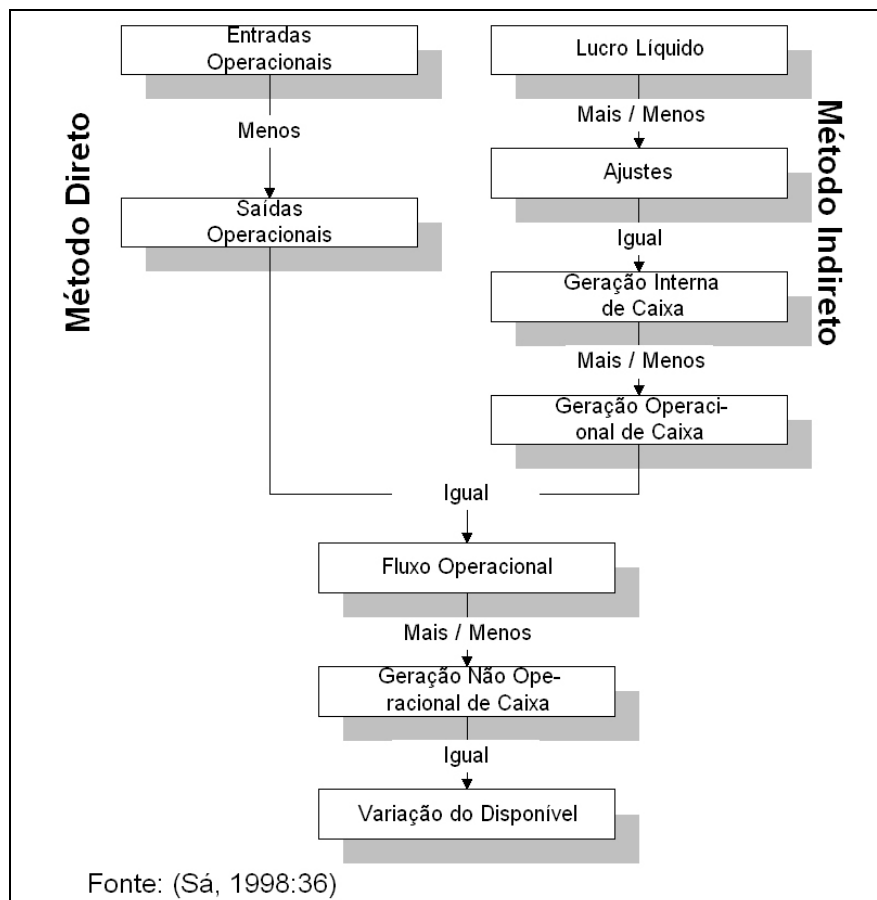 Método Direto
Entradas
Operacionais
Menos
Saídas
Operacionais
Método Indireto
Lucro Líquido
Mais / Menos
Ajustes
Igual
Geração Interna
de Caixa
Mais / Menos
Geração Operaci-
onal de Caixa
Igual
Fluxo Operacional
Mais / Menos
Geração Não Ope-
racional de Caixa
Igual
Variação do Disponível
Fonte: (Sá, 1998:36)